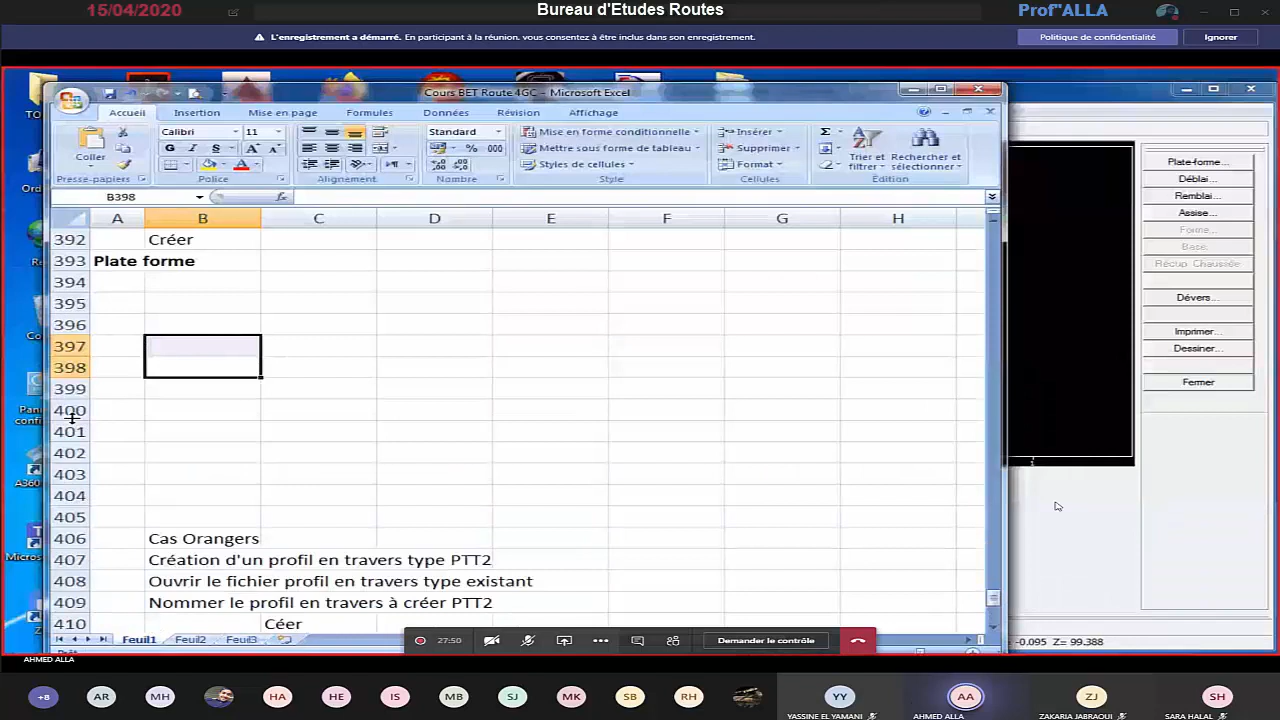 15/04/2020
Bureau d'Etudes Routes
Prof"ALLA
L'enregistrement a démarré. En participant à la réunion, vous consentez à être inclus dans son enregistrement.
Politique de confidentialité
Ignorer
Cours BET Route 4GC - Microsoft Excel
Accueil
Insertion
Mise en page
Formules
Données
Révision
Affichage
Coller
Presse-papiers
Calibri
11
G I S
Police
Alignement
Standard
% 000
Nombre
Mise en forme conditionnelle
Mettre sous forme de tableau
Styles de cellules
Style
Insérer
Supprimer
Format
Cellules
Trier et filtrer
Rechercher et sélectionner
Édition
B398
fx
A B C D E F G H
392 Créer
393 Plate forme
394
395
396
397
398
399
400
401
402
403
404
405
406 Cas Orangers
407 Création d'un profil en travers type PTT2
408 Ouvrir le fichier profil en travers type existant
409 Nommer le profil en travers à créer PTT2
410 Céer
Feuil1
Feuil2
Feuil3
Plate-forme...
Déblai...
Remblai...
Assise...
Forme...
Base:
Récup Chaussée
Dévers...
Imprimer...
Dessiner...
Fermer
-0.095 Z= 99.388
27:50
Demander le contrôle
AHMED ALLA
+8
AR
MH
HA
HE
IS
MB
SJ
MK
SB
RH
YY
YASSINE EL YAMANI
AA
AHMED ALLA
ZJ
ZAKARIA JABRAOUI
SH
SARA HALAL